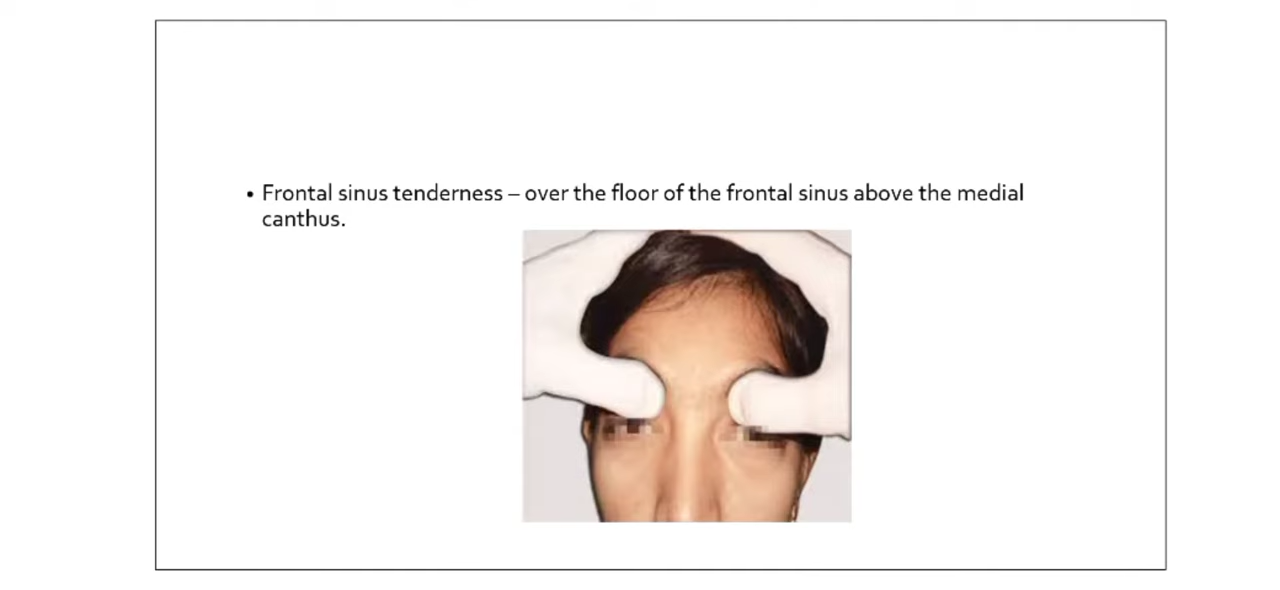 • Frontal sinus tenderness – over the floor of the frontal sinus above the medial
canthus.